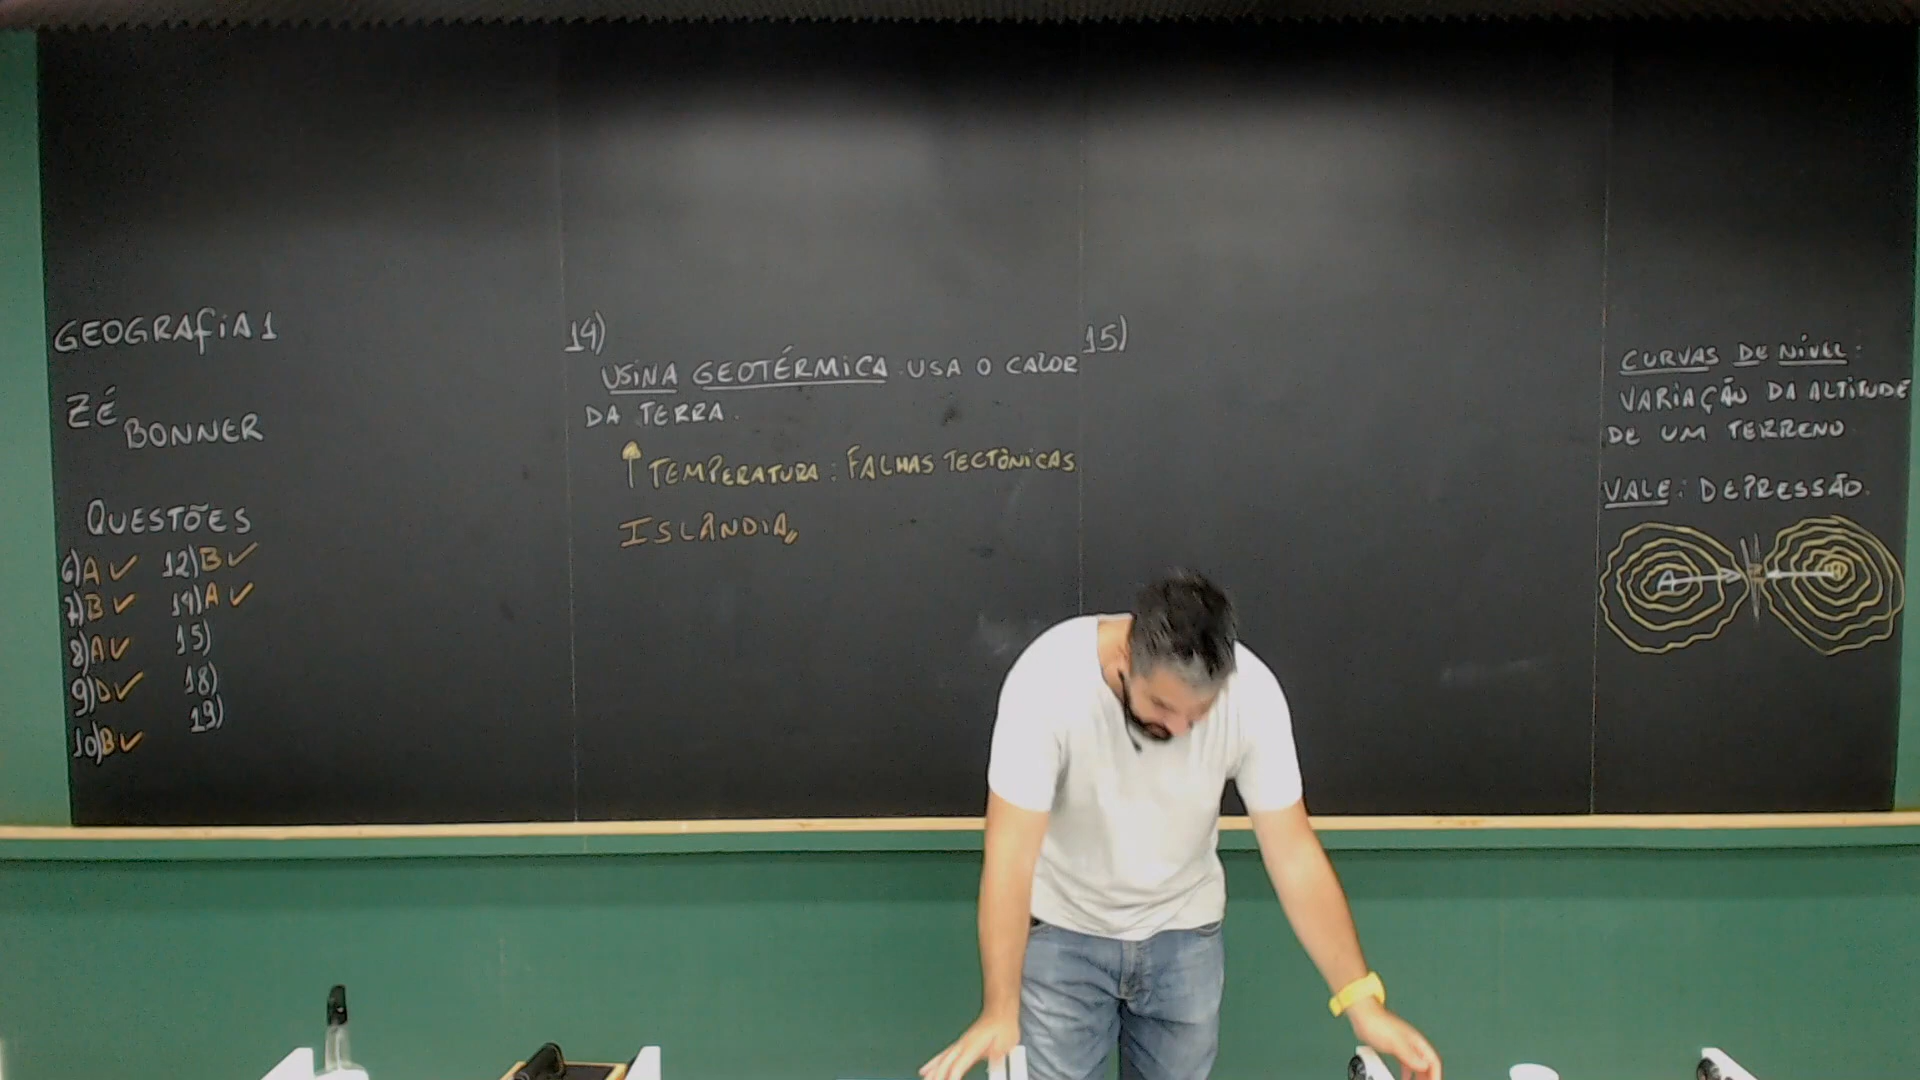 GEOGRAFIA 1
ZÉ
BONNER
QUESTÕES
6) A ✓ 12) B ✓
7) B ✓ 14) A ✓
8) A ✓ 15)
9) D ✓ 18)
10) B ✓ 19)
14)
USINA GEOTÉRMICA. USA O CALOR
DA TERRA.
↑ TEMPERATURA: FALHAS TECTÔNICAS
ISLÂNDIA
15)
CURVAS DE NÍVEL:
VARIAÇÃO DA ALTITUDE
DE UM TERRENO
VALE: DEPRESSÃO.
A